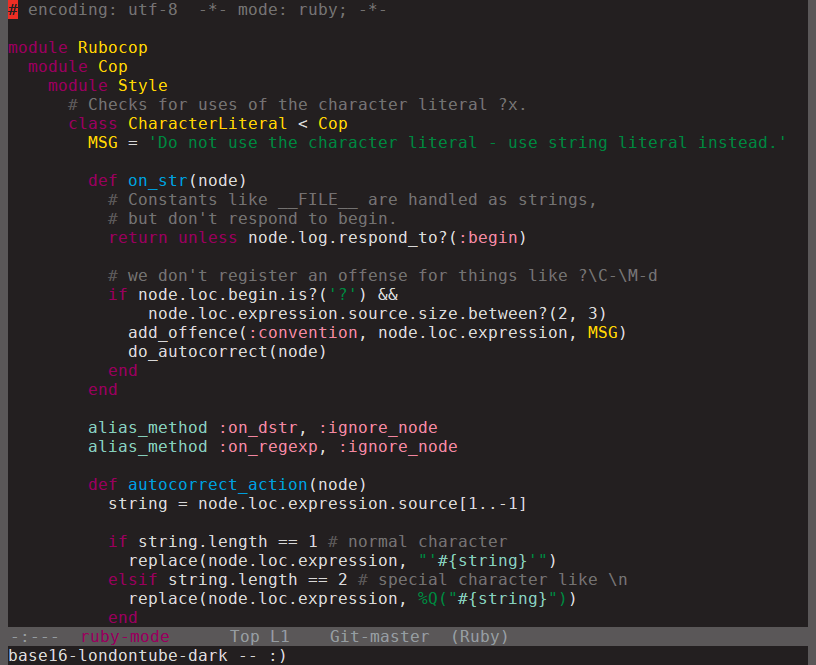 # encoding: utf-8  -*- mode: ruby; -*-

module Rubocop
  module Cop
    module Style
      # Checks for uses of the character literal ?x.
      class CharacterLiteral < Cop
        MSG = 'Do not use the character literal - use string literal instead.'

        def on_str(node)
          # Constants like __FILE__ are handled as strings,
          # but don't respond to begin.
          return unless node.log.respond_to?(:begin)

          # we don't register an offense for things like ?\C-\M-d
          if node.loc.begin.is?('?') &&
              node.loc.expression.source.size.between?(2, 3)
            add_offence(:convention, node.loc.expression, MSG)
            do_autocorrect(node)
          end
        end

        alias_method :on_dstr, :ignore_node
        alias_method :on_regexp, :ignore_node

        def autocorrect_action(node)
          string = node.loc.expression.source[1..-1]

          if string.length == 1 # normal character
            replace(node.loc.expression, "'#{string}'")
          elsif string.length == 2 # special character like \n
            replace(node.loc.expression, %Q("#{string}"))
          end
-:---  ruby-mode      Top L1    Git-master  (Ruby)
base16-londontube-dark -- :)